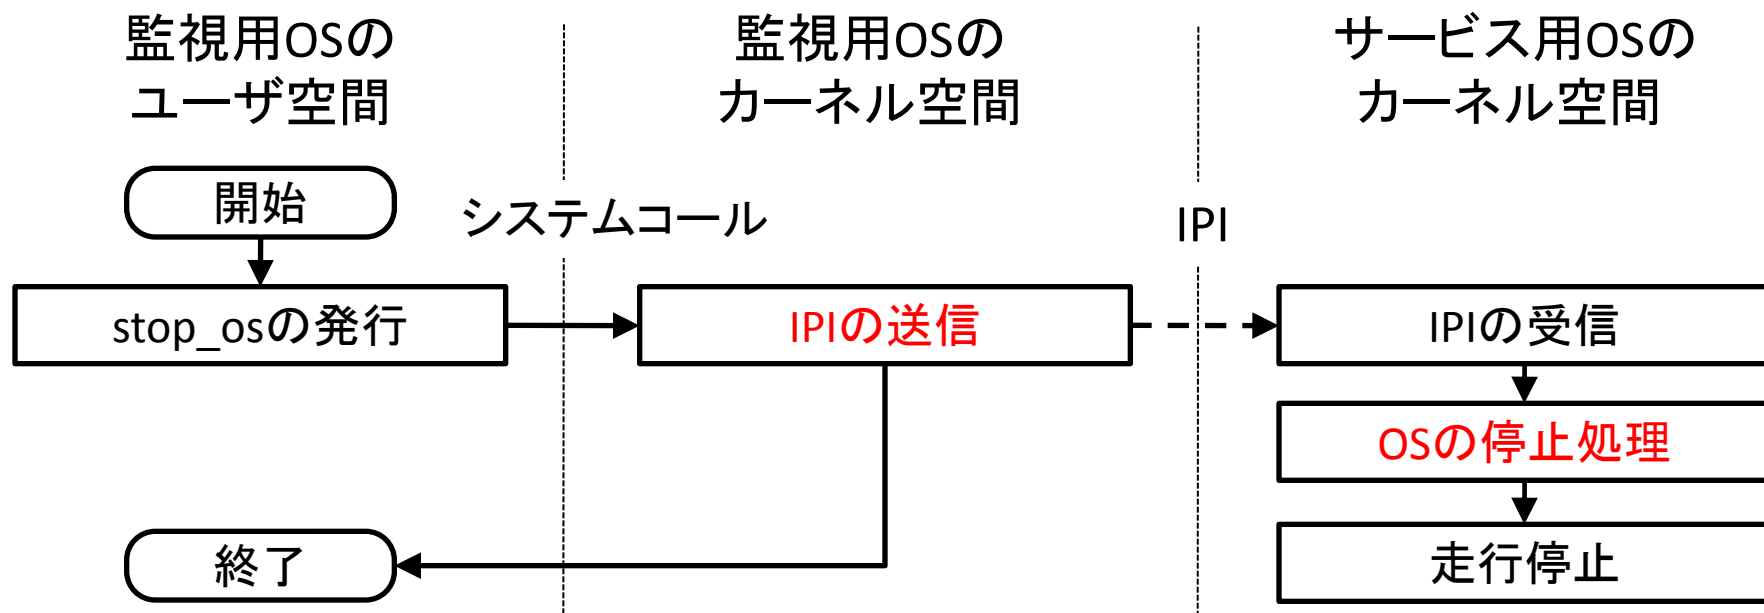 監視用OSの
ユーザ空間
監視用OSの
カーネル空間
サービス用OSの
カーネル空間
開始
システムコール
IPI
stop_osの発行
IPIの送信
IPIの受信
OSの停止処理
終了
走行停止